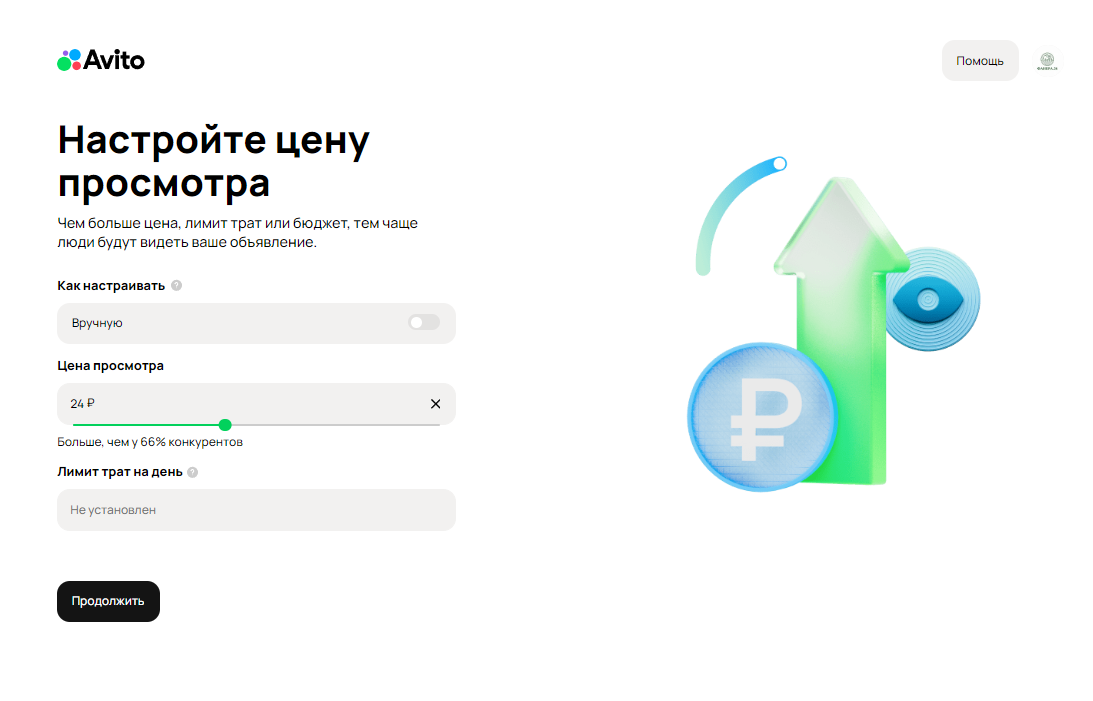 Avito
Помощь
Настройте цену
просмотра
Чем больше цена, лимит трат или бюджет, тем чаще
люди будут видеть ваше объявление.
Как настраивать ?
Вручную
Цена просмотра
24 ₽
Больше, чем у 66% конкурентов
Лимит трат на день ?
Не установлен
₽
Продолжить